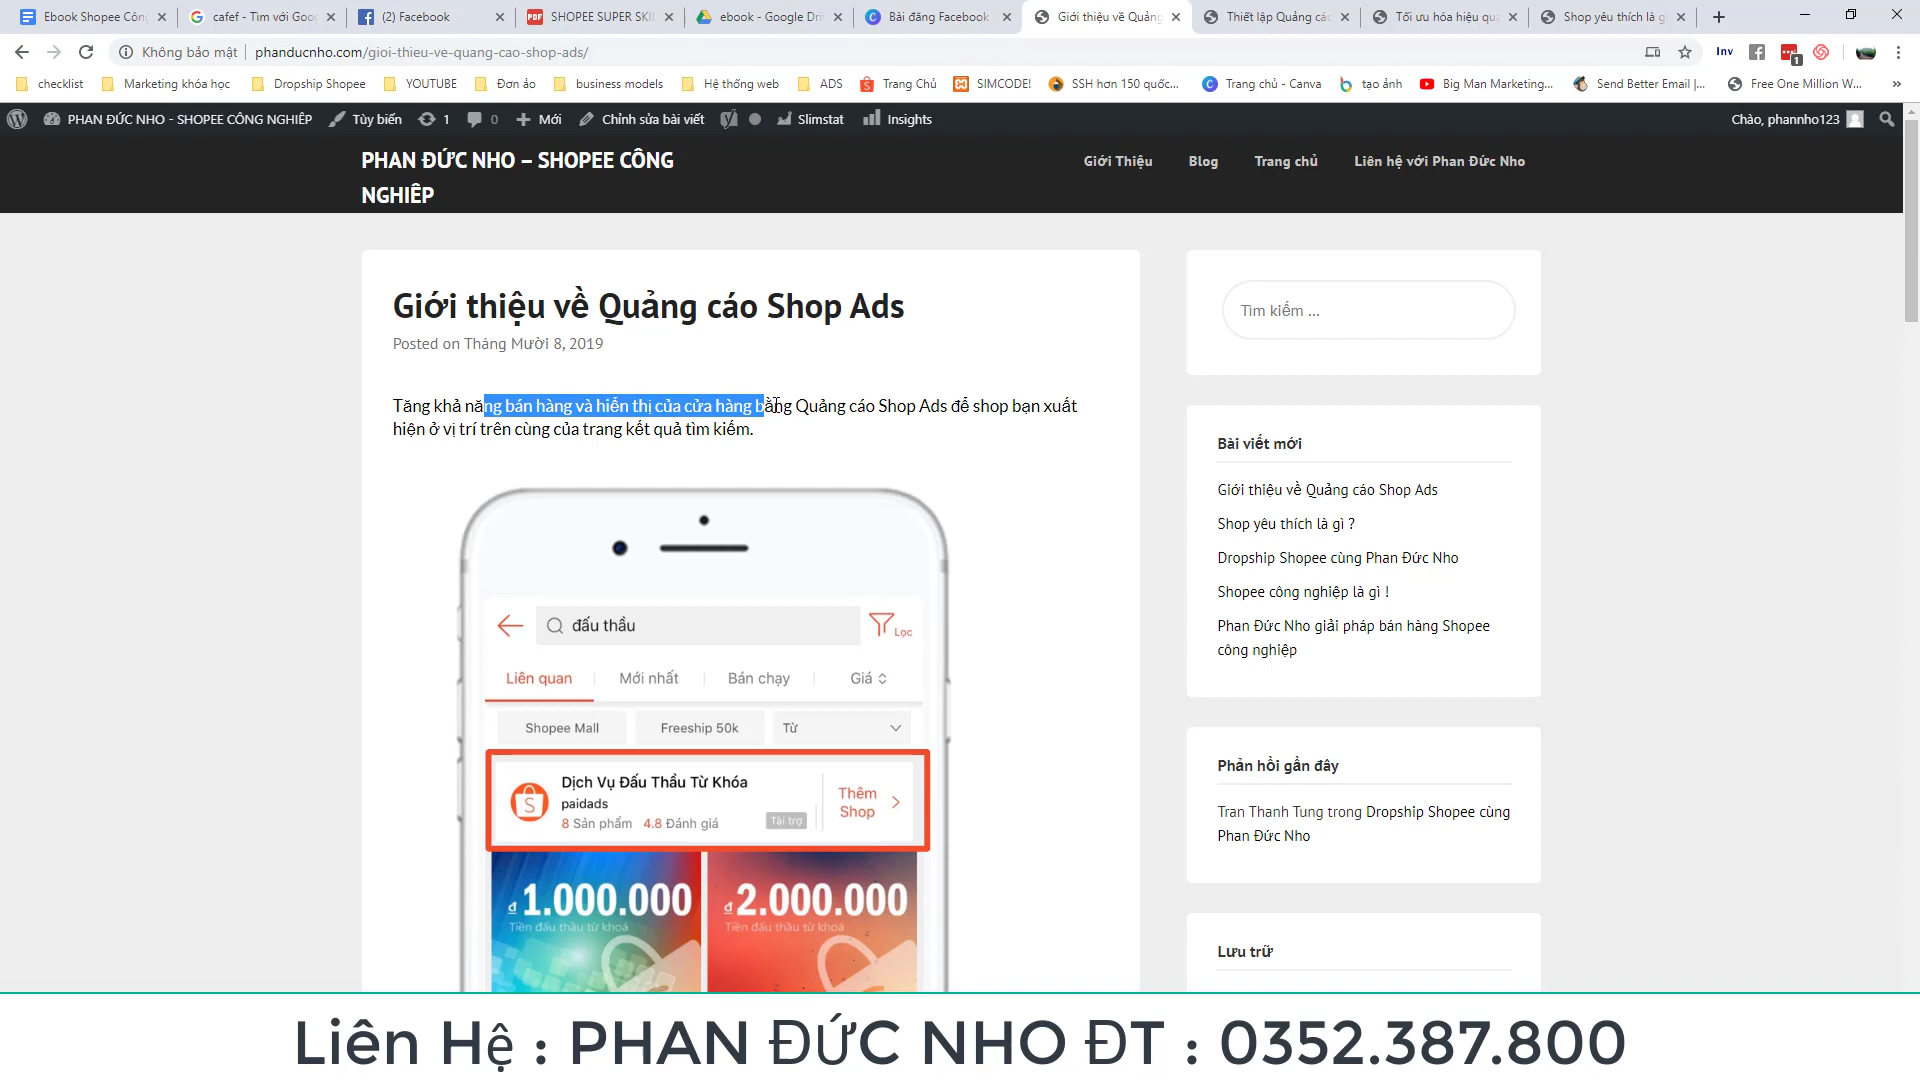 Ebook Shopee Côn
cafef - Tìm với Goo
(2) Facebook
SHOPEE SUPER SKI
ebook - Google Dri
Bài đăng Facebook
Giới thiệu về Quảng
Thiết lập Quảng cá
Tối ưu hóa hiệu qu
Shop yêu thích là g
Không bảo mật
phanducnho.com/gioi-thieu-ve-quang-cao-shop-ads/
Inv
1
checklist
Marketing khóa học
Dropship Shopee
YOUTUBE
Đơn ảo
business models
Hệ thống web
ADS
Trang Chủ
SIMCODE!
SSH hơn 150 quốc...
Trang chủ - Canva
tạo ảnh
Big Man Marketing...
Send Better Email |...
Free One Million W...
»
PHAN ĐỨC NHO - SHOPEE CÔNG NGHIÊP
Tùy biến
1
0
Mới
Chỉnh sửa bài viết
Slimstat
Insights
Chào, phannho123
PHAN ĐỨC NHO – SHOPEE CÔNG
NGHIÊP
Giới Thiệu
Blog
Trang chủ
Liên hệ với Phan Đức Nho
Giới thiệu về Quảng cáo Shop Ads
Posted on Tháng Mười 8, 2019
Tăng khả năng bán hàng và hiển thị của cửa hàng bằng Quảng cáo Shop Ads để shop bạn xuất
hiện ở vị trí trên cùng của trang kết quả tìm kiếm.
đấu thầu
Lọc
Liên quan
Mới nhất
Bán chạy
Giá
Shopee Mall
Freeship 50k
Từ
Dịch Vụ Đấu Thầu Từ Khóa
paidads
8 Sản phẩm 4.8 Đánh giá
Tài trợ
Thêm
Shop
đ1.000.000
Tiền đấu thầu từ khoá
đ2.000.000
Tiền đấu thầu từ khoá
Tìm kiếm ...
Bài viết mới
Giới thiệu về Quảng cáo Shop Ads
Shop yêu thích là gì ?
Dropship Shopee cùng Phan Đức Nho
Shopee công nghiệp là gì !
Phan Đức Nho giải pháp bán hàng Shopee
công nghiệp
Phản hồi gần đây
Tran Thanh Tung trong Dropship Shopee cùng
Phan Đức Nho
Lưu trữ
Liên Hệ : PHAN ĐỨC NHO ĐT : 0352.387.800